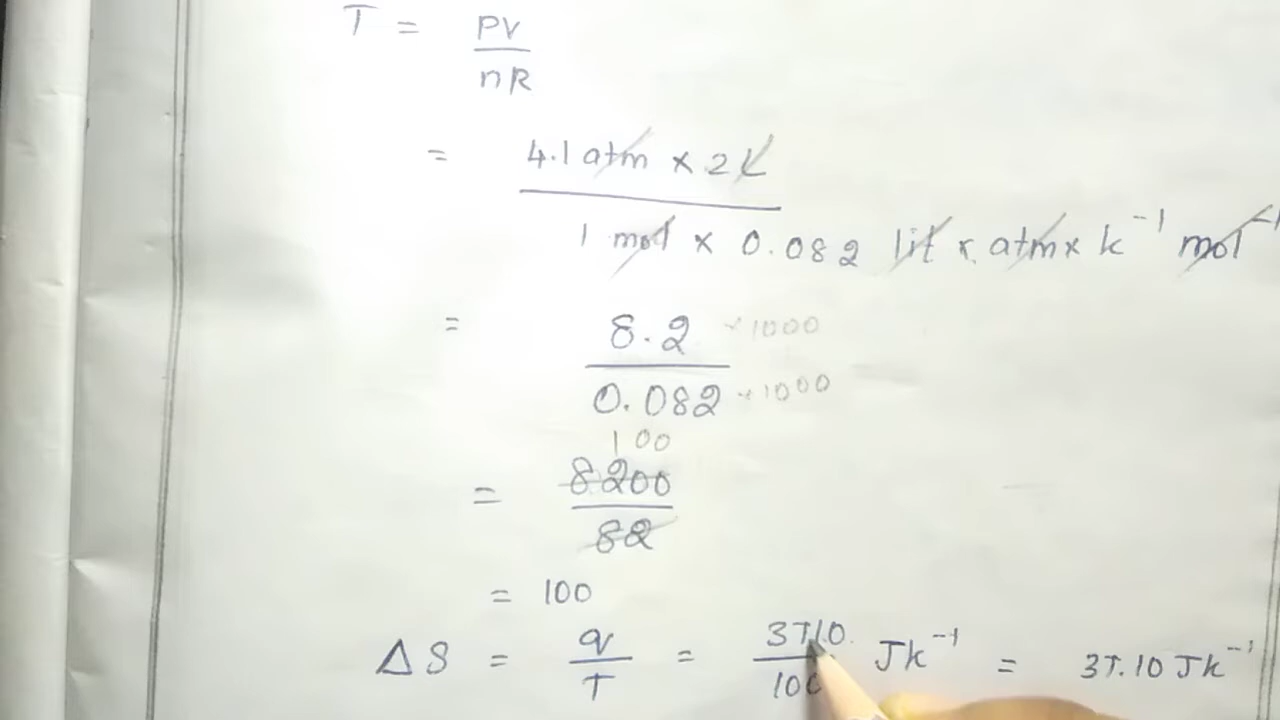 T = PV / nR
= 4.1 atm x 2 L / 1 mol x 0.082 lit x atm x k⁻¹ mol⁻¹
= 8.2 x 1000 / 0.082 x 1000
100
= 8200 / 82
= 100
ΔS = q / T = 3710 / 100 Jk⁻¹ = 37.10 Jk⁻¹